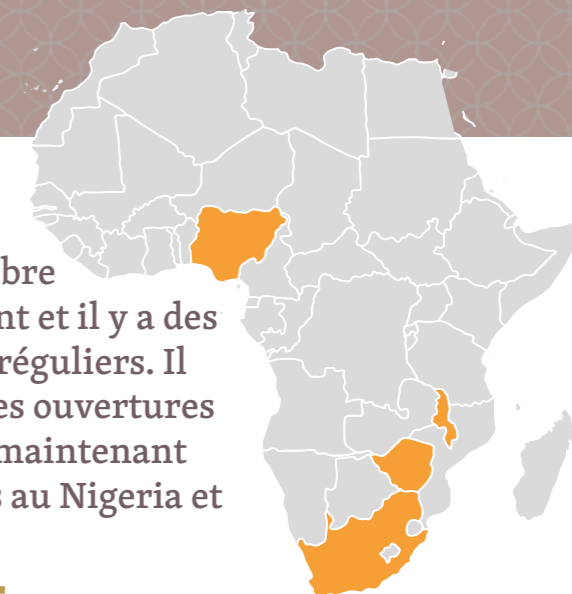 bre
nt et il y a des
réguliers. Il
es ouvertures
maintenant
s au Nigeria et